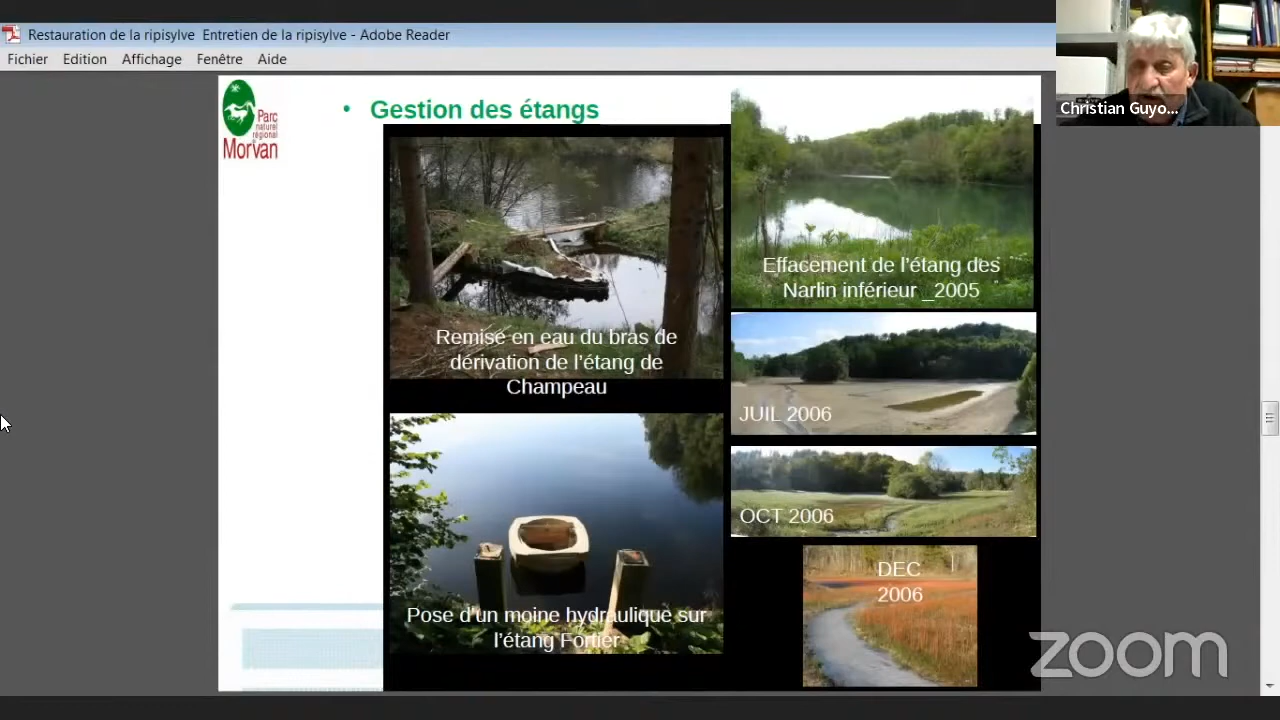 Restauration de la ripisylve Entretien de la ripisylve - Adobe Reader
Fichier Edition Affichage Fenêtre Aide
Christian Guyo...
Parc
naturel
régional
du
Morvan
• Gestion des étangs
Remise en eau du bras de
dérivation de l'étang de
Champeau
Pose d'un moine hydraulique sur
l'étang Fortier
Effacement de l'étang des
Narlin inférieur _2005
JUIL 2006
OCT 2006
DEC
2006
zoom